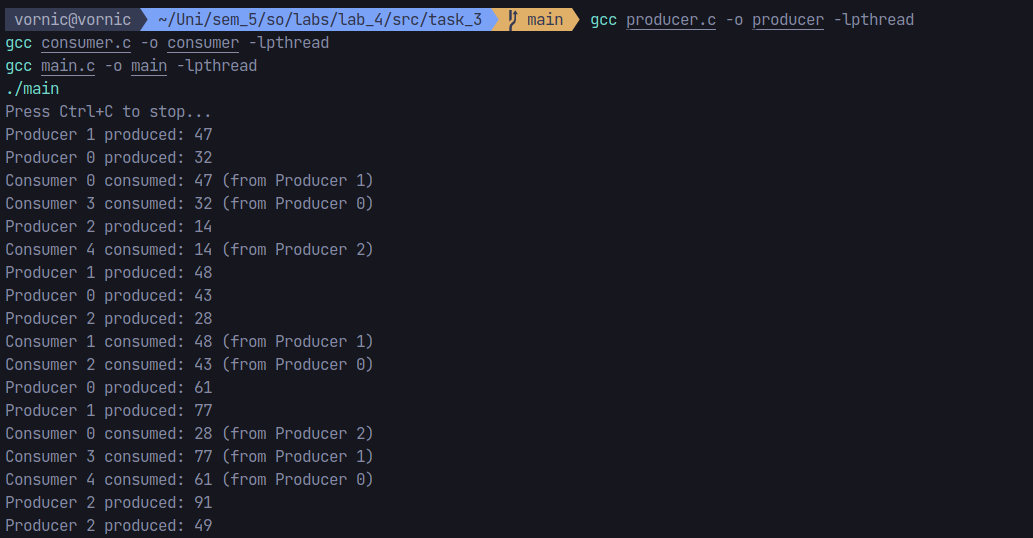 vornic@vornic ~/Uni/sem_5/so/labs/lab_4/src/task_3 main gcc producer.c -o producer -lpthread
gcc consumer.c -o consumer -lpthread
gcc main.c -o main -lpthread
./main
Press Ctrl+C to stop...
Producer 1 produced: 47
Producer 0 produced: 32
Consumer 0 consumed: 47 (from Producer 1)
Consumer 3 consumed: 32 (from Producer 0)
Producer 2 produced: 14
Consumer 4 consumed: 14 (from Producer 2)
Producer 1 produced: 48
Producer 0 produced: 43
Producer 2 produced: 28
Consumer 1 consumed: 48 (from Producer 1)
Consumer 2 consumed: 43 (from Producer 0)
Producer 0 produced: 61
Producer 1 produced: 77
Consumer 0 consumed: 28 (from Producer 2)
Consumer 3 consumed: 77 (from Producer 1)
Consumer 4 consumed: 61 (from Producer 0)
Producer 2 produced: 91
Producer 2 produced: 49